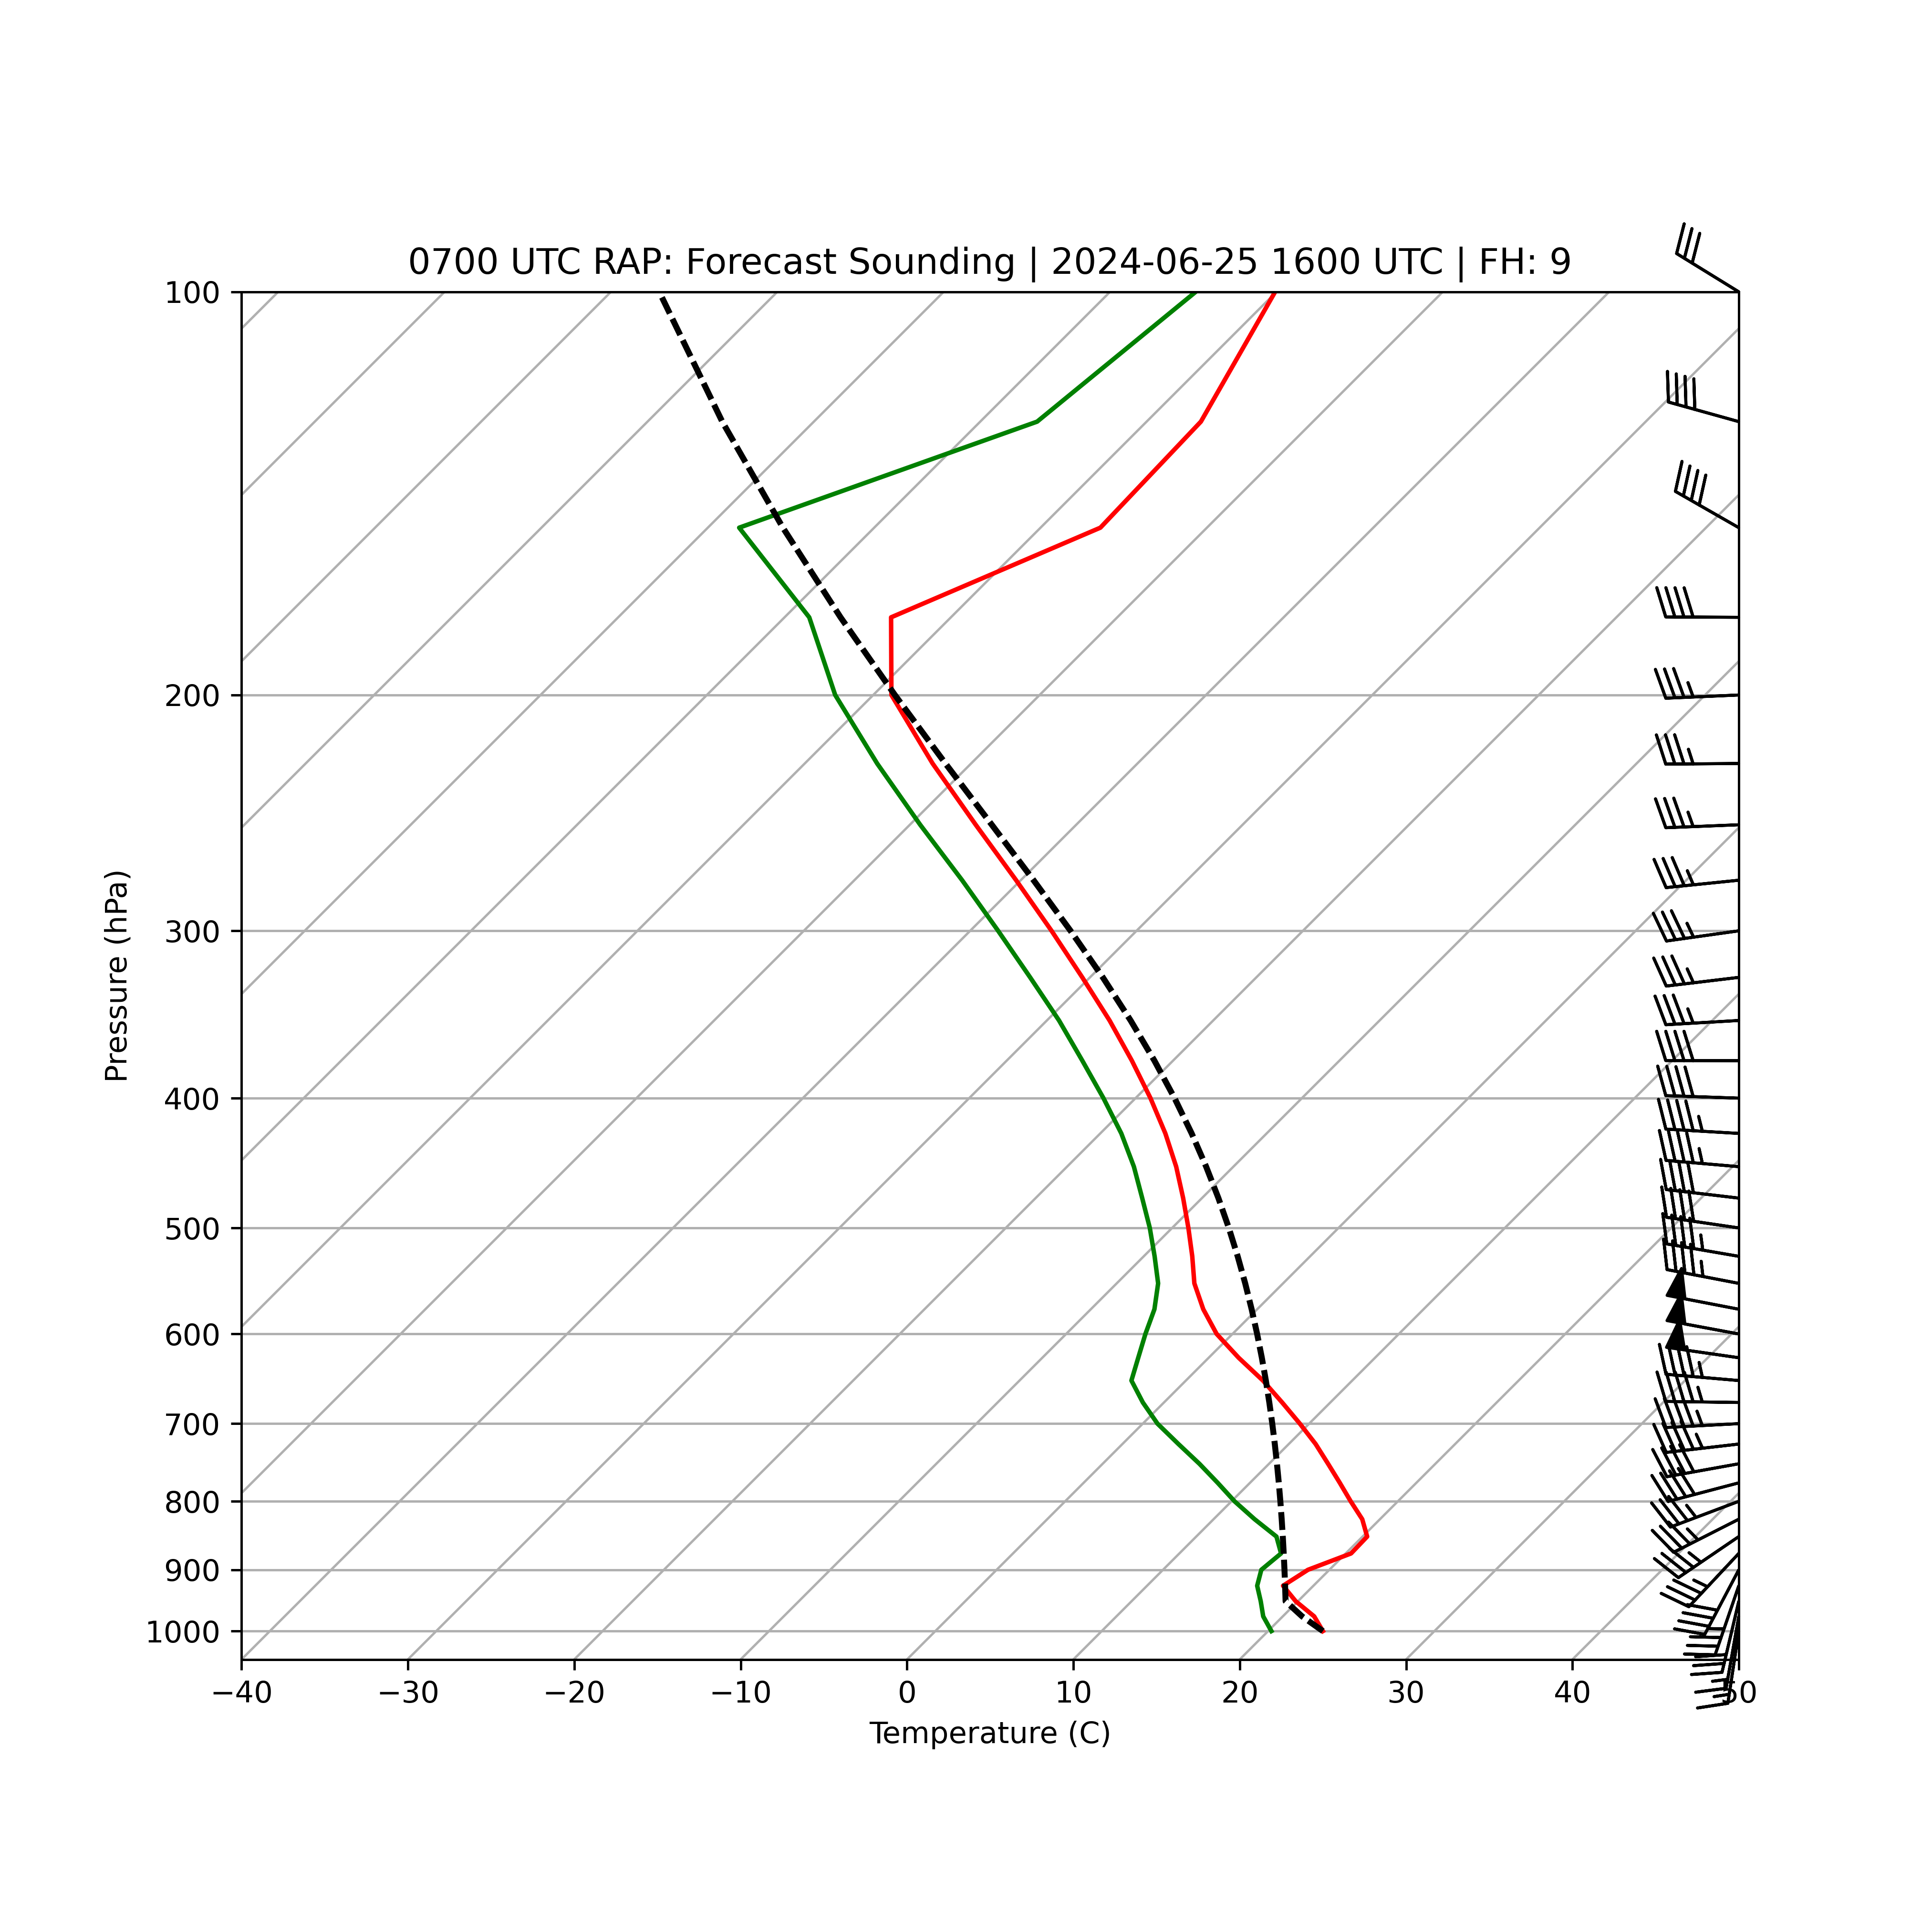 0700 UTC RAP: Forecast Sounding | 2024-06-25 1600 UTC | FH: 9
100
200
300
400
500
600
700
800
900
1000
Pressure (hPa)
−40 −30 −20 −10 0 10 20 30 40 50
Temperature (C)